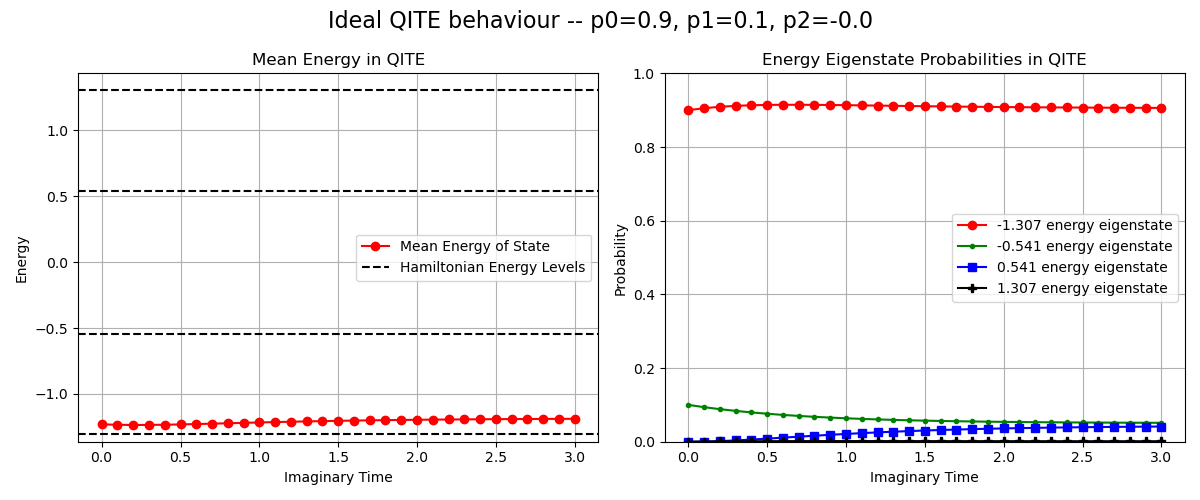 Ideal QITE behaviour -- p0=0.9, p1=0.1, p2=-0.0
Mean Energy in QITE
Energy
1.0
0.5
0.0
−0.5
−1.0
Mean Energy of State
Hamiltonian Energy Levels
0.0 0.5 1.0 1.5 2.0 2.5 3.0
Imaginary Time
Energy Eigenstate Probabilities in QITE
Probability
1.0
0.8
0.6
0.4
0.2
0.0
-1.307 energy eigenstate
-0.541 energy eigenstate
0.541 energy eigenstate
1.307 energy eigenstate
0.0 0.5 1.0 1.5 2.0 2.5 3.0
Imaginary Time